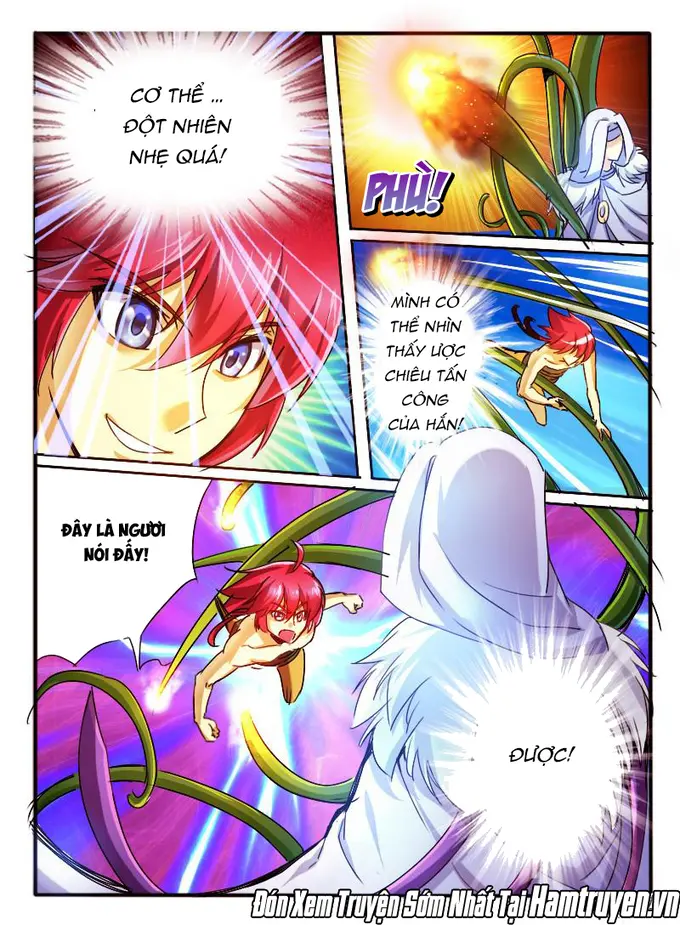 CƠ THỂ ...
ĐỘT NHIÊN
NHẸ QUÁ!
PHÙ!
MÌNH CÓ
THỂ NHÌN
THẤY ƯỢC
CHIÊU TẤN
CÔNG
CỦA HẮN!
ĐÂY LÀ NGƯƠI
NÓI ĐẤY!
ĐƯỢC!
Đón Xem Truyện Sớm Nhất Tại Hamtruyen.vn